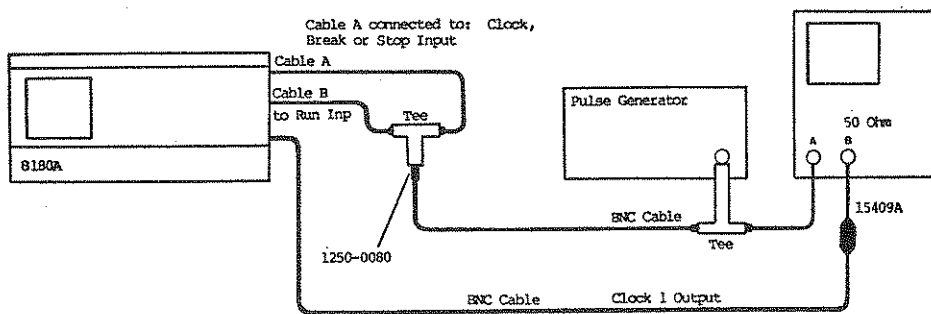 Cable A connected to: Clock,
Break or Stop Input
Cable A
Cable B
to Run Inp
Tee
8180A
1250-0080
Pulse Generator
BNC Cable
Tee
50 Ohm
A
B
15409A
BNC Cable
Clock 1 Output